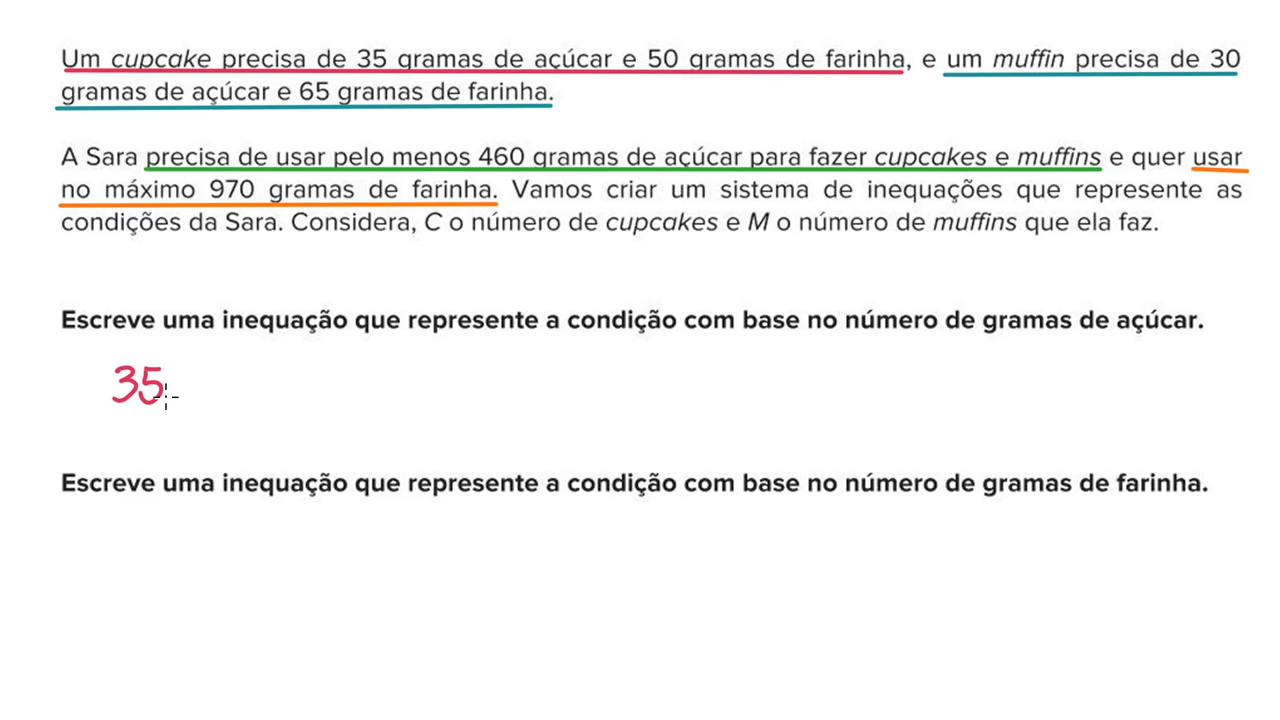 Um cupcake precisa de 35 gramas de açúcar e 50 gramas de farinha, e um muffin precisa de 30
gramas de açúcar e 65 gramas de farinha.
A Sara precisa de usar pelo menos 460 gramas de açúcar para fazer cupcakes e muffins e quer usar
no máximo 970 gramas de farinha. Vamos criar um sistema de inequações que represente as
condições da Sara. Considera, C o número de cupcakes e M o número de muffins que ela faz.
Escreve uma inequação que represente a condição com base no número de gramas de açúcar.
35
Escreve uma inequação que represente a condição com base no número de gramas de farinha.